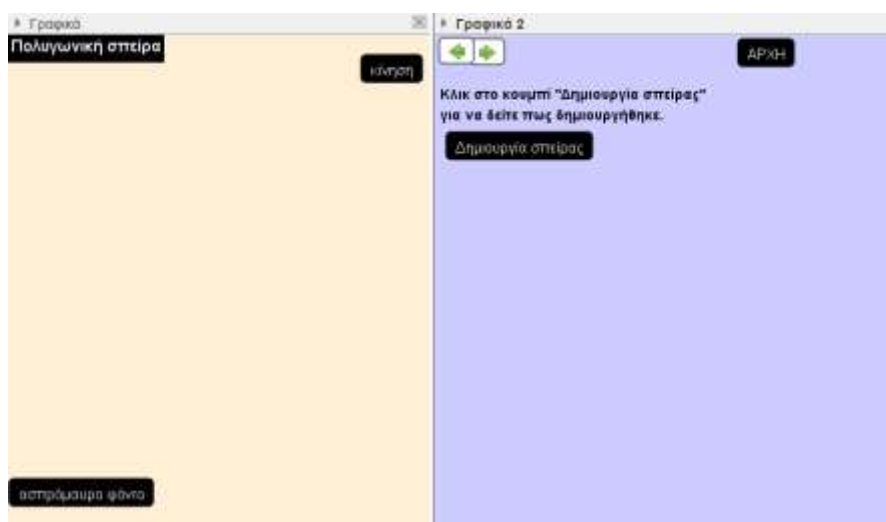 Γραφικά
Πολυγωνική σπείρα
κίνηση
ασπρόμαυρο φόντο
Γραφικά 2
ΑΡΧΗ
Κλικ στο κουμπί "Δημιουργία σπείρας"
για να δείτε πως δημιουργήθηκε.
Δημιουργία σπείρας